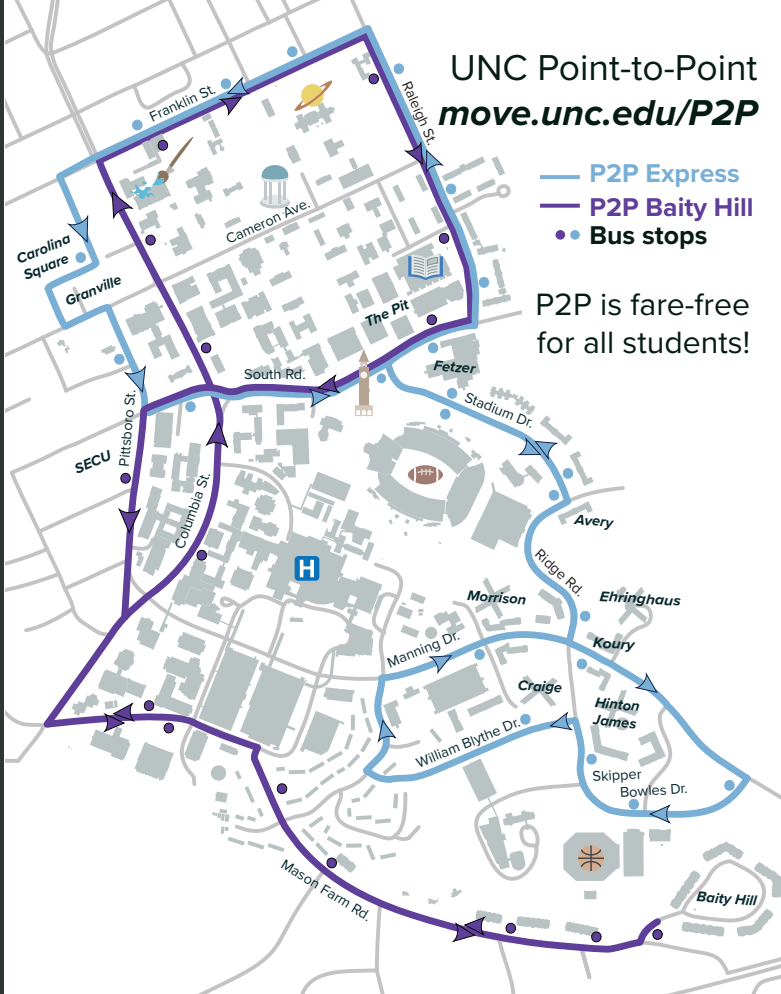 UNC Point-to-Point
move.unc.edu/P2P
P2P Express
P2P Baity Hill
Bus stops
P2P is fare-free
for all students!
Franklin St.
Raleigh St.
Cameron Ave.
Carolina
Square
Granville
The Pit
South Rd.
Fetzer
Stadium Dr.
Pittsboro St.
SECU
Columbia St.
Avery
H
Ridge Rd.
Morrison
Ehringhaus
Manning Dr.
Koury
Craige
Hinton
James
William Blythe Dr.
Skipper
Bowles Dr.
Mason Farm Rd.
Baity Hill